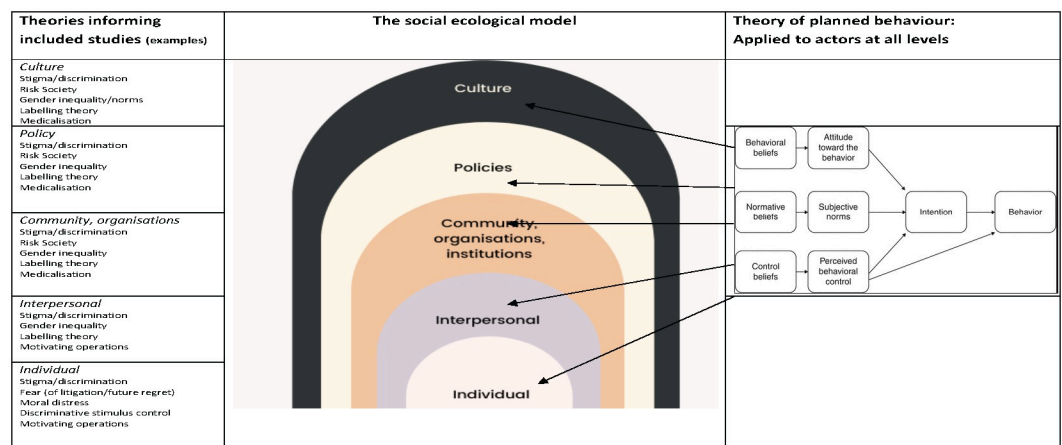 Theories informing
included studies (examples)
The social ecological model
Theory of planned behaviour:
Applied to actors at all levels
Culture
Stigma/discrimination
Risk Society
Gender inequality/norms
Labelling theory
Medicalisation
Policy
Stigma/discrimination
Risk Society
Gender inequality
Labelling theory
Medicalisation
Community, organisations
Stigma/discrimination
Risk Society
Gender inequality
Labelling theory
Medicalisation
Interpersonal
Stigma/discrimination
Gender inequality
Labelling theory
Motivating operations
Individual
Stigma/discrimination
Fear (of litigation/future regret)
Moral distress
Discriminative stimulus control
Motivating operations
Culture
Policies
Community,
organisations,
institutions
Interpersonal
Individual
Behavioral
beliefs
Attitude
toward the
behavior
Normative
beliefs
Subjective
norms
Intention
Behavior
Control
beliefs
Perceived
behavioral
control